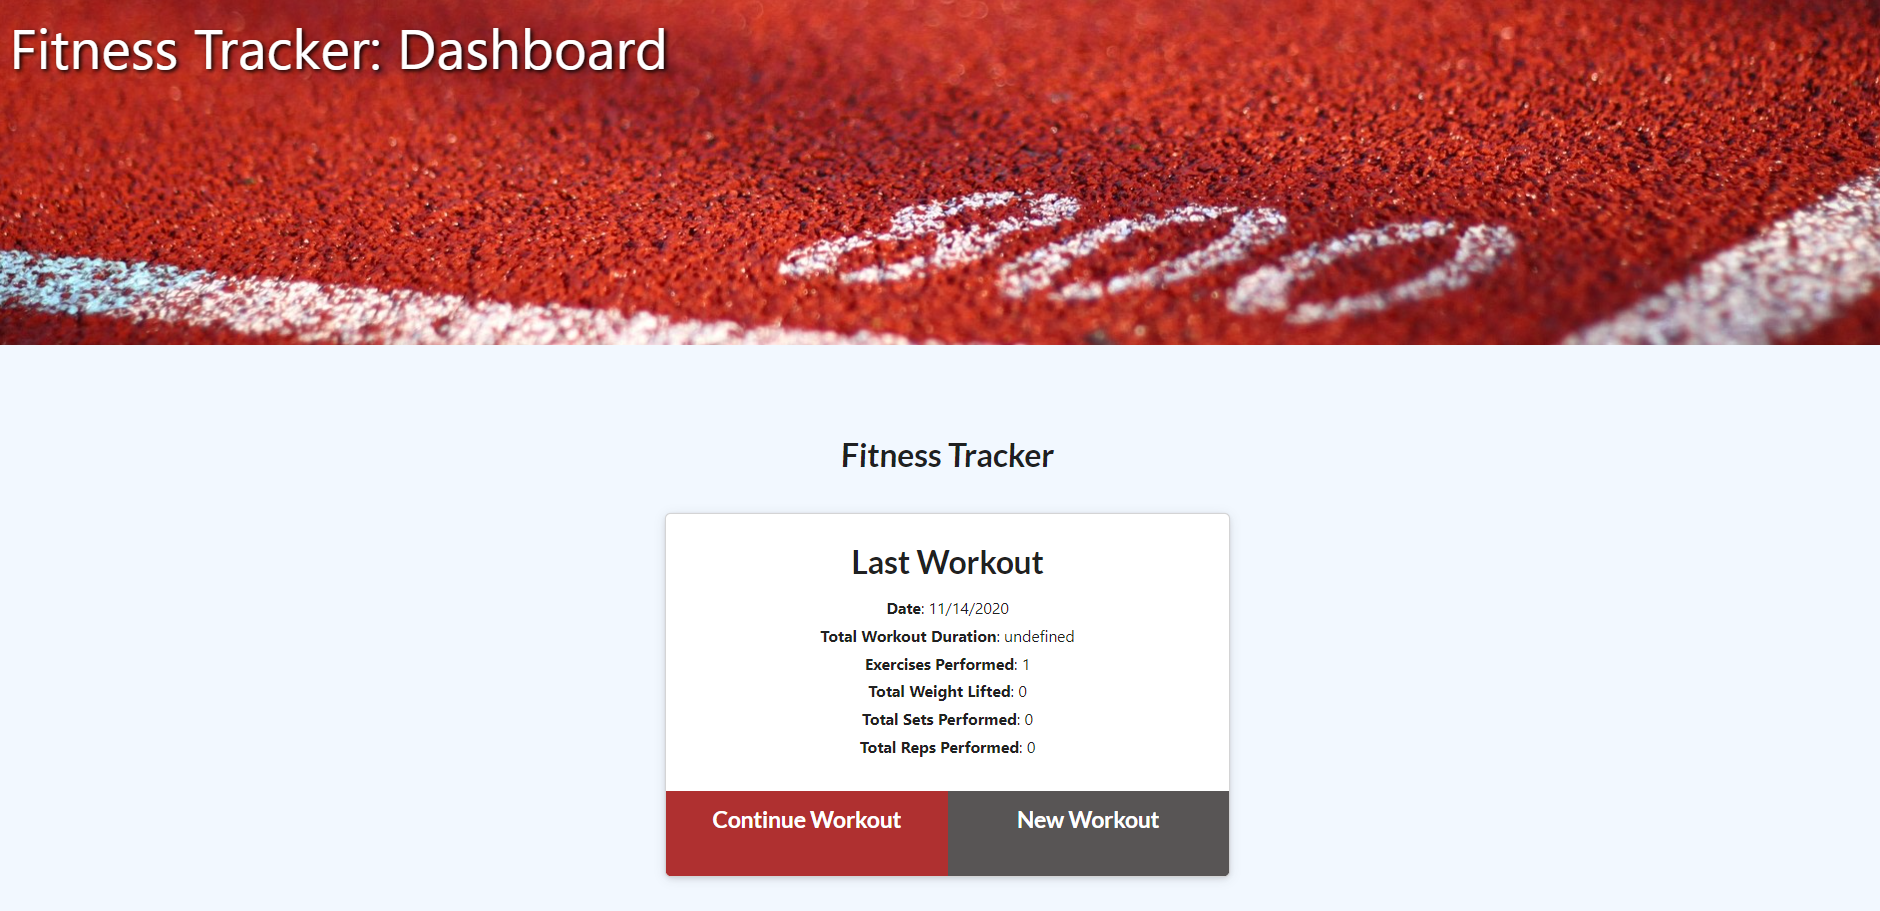 Fitness Tracker: Dashboard
Fitness Tracker
Last Workout
Date: 11/14/2020
Total Workout Duration: undefined
Exercises Performed: 1
Total Weight Lifted: 0
Total Sets Performed: 0
Total Reps Performed: 0
Continue Workout
New Workout